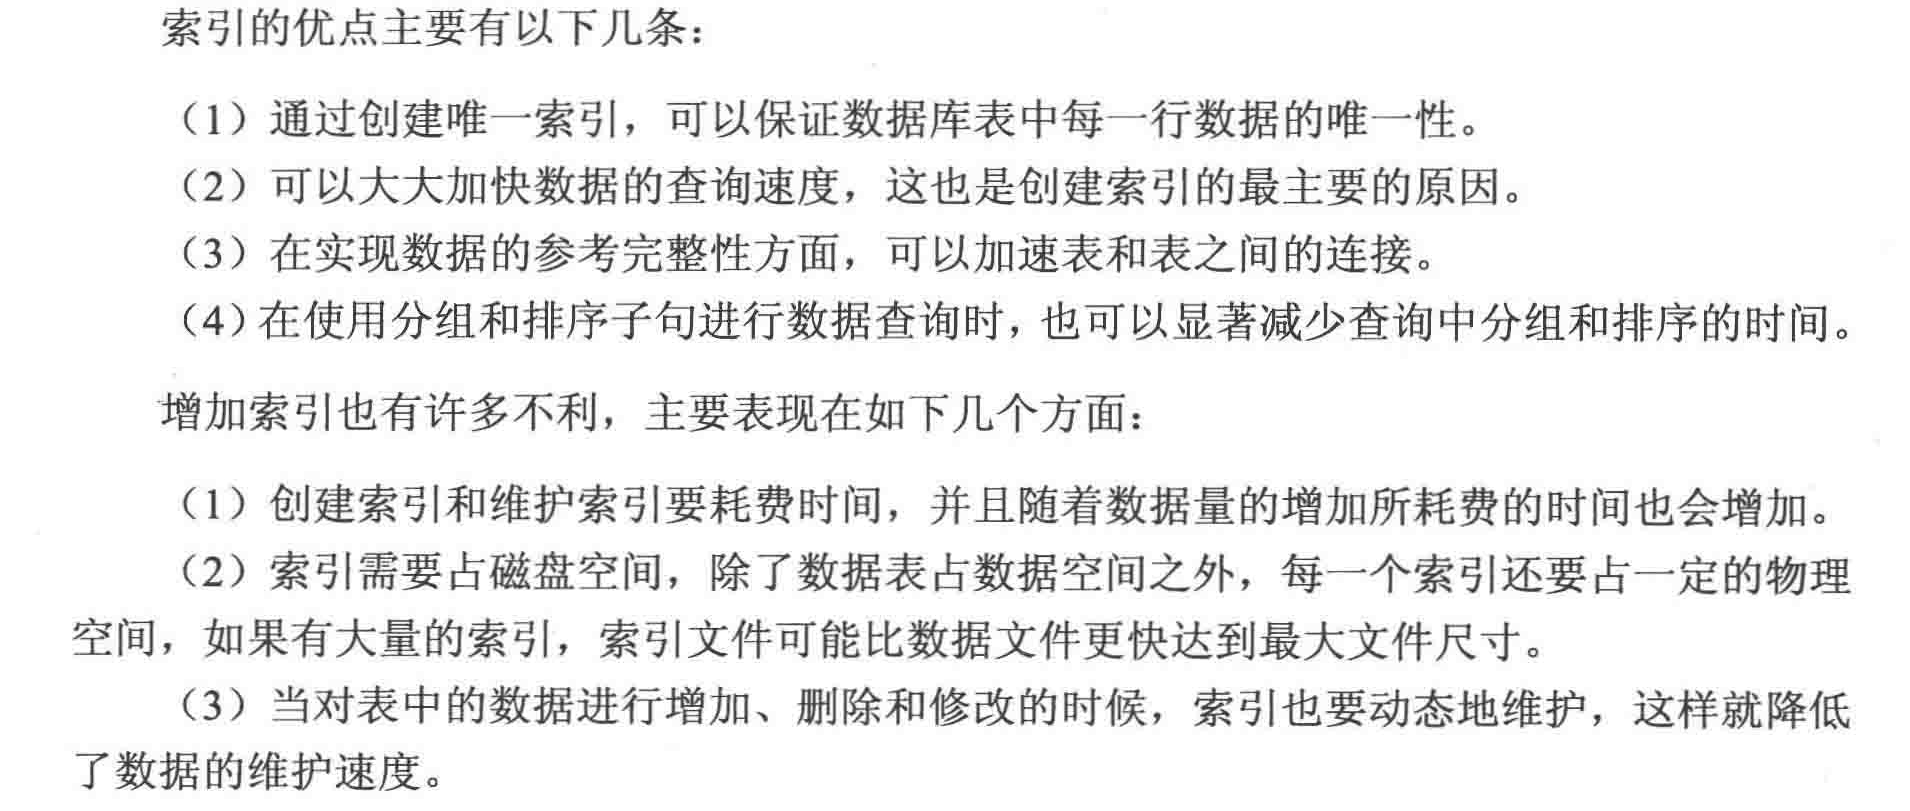 索引的优点主要有以下几条：
（1）通过创建唯一索引，可以保证数据库表中每一行数据的唯一性。
（2）可以大大加快数据的查询速度，这也是创建索引的最主要的原因。
（3）在实现数据的参考完整性方面，可以加速表和表之间的连接。
（4）在使用分组和排序子句进行数据查询时，也可以显著减少查询中分组和排序的时间。
增加索引也有许多不利，主要表现在如下几个方面：
（1）创建索引和维护索引要耗费时间，并且随着数据量的增加所耗费的时间也会增加。
（2）索引需要占磁盘空间，除了数据表占数据空间之外，每一个索引还要占一定的物理
空间，如果有大量的索引，索引文件可能比数据文件更快达到最大文件尺寸。
（3）当对表中的数据进行增加、删除和修改的时候，索引也要动态地维护，这样就降低
了数据的维护速度。